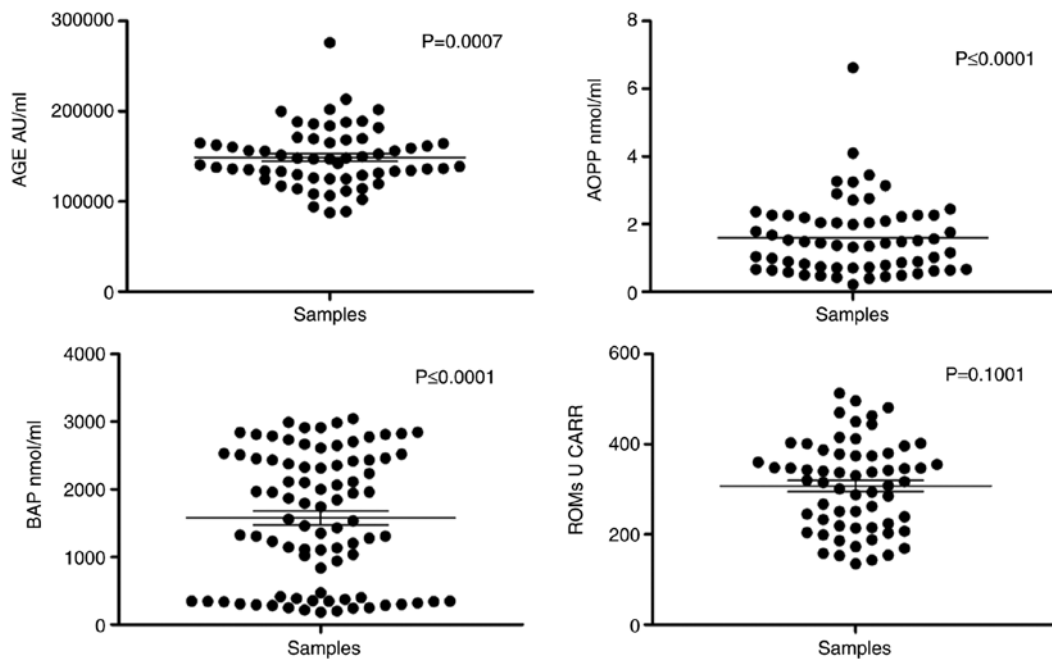 300000
P=0.0007
200000
AGE AU/ml
100000
0
Samples
8
P≤0.0001
6
AOPP nmol/ml
4
2
0
Samples
4000
P≤0.0001
3000
BAP nmol/ml
2000
1000
0
Samples
600
P=0.1001
400
ROMs U CARR
200
0
Samples